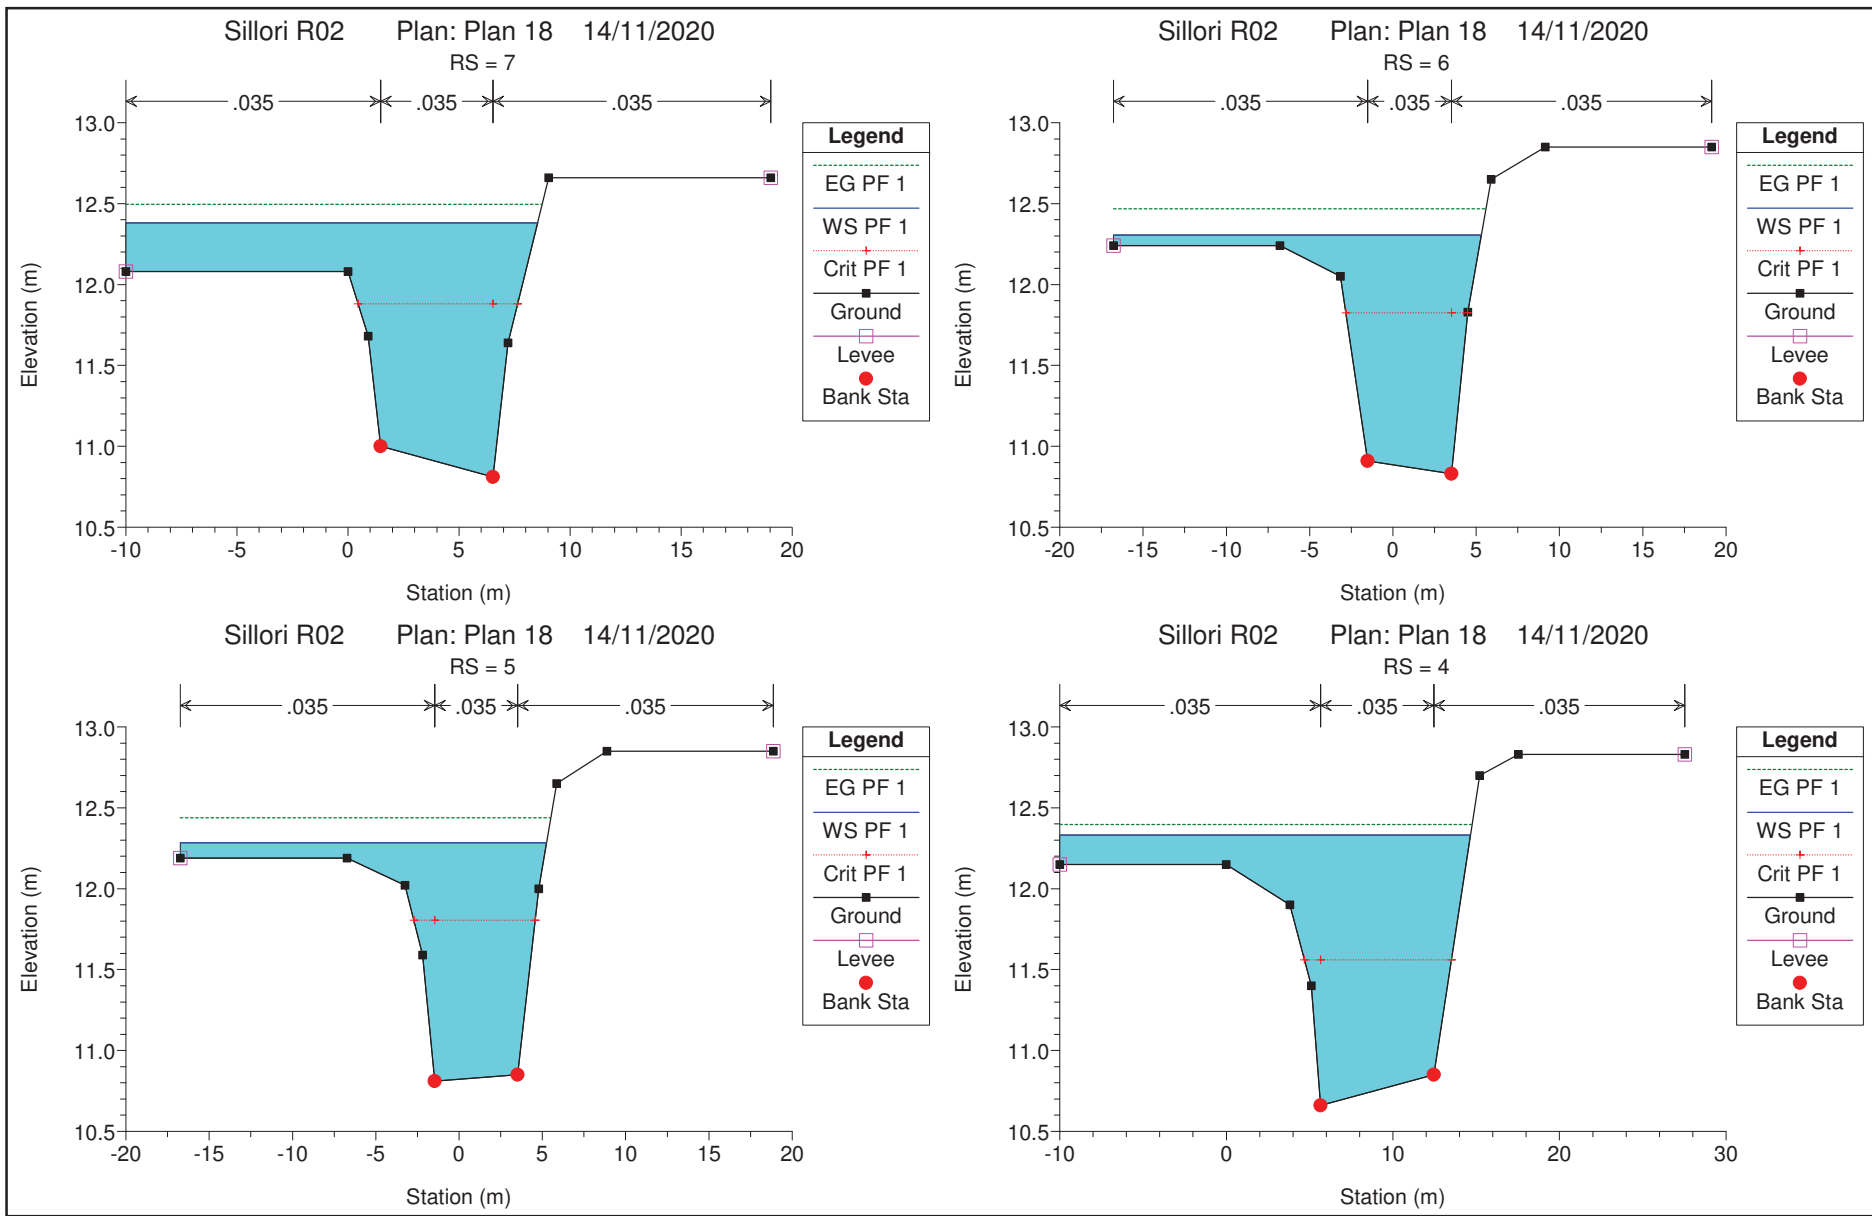 Sillori R02 Plan: Plan 18 14/11/2020
RS = 7
.035 .035 .035
13.0
12.5
12.0
11.5
11.0
10.5
-10 -5 0 5 10 15 20
Elevation (m)
Station (m)
Legend
EG PF 1
WS PF 1
Crit PF 1
Ground
Levee
Bank Sta
Sillori R02 Plan: Plan 18 14/11/2020
RS = 6
.035 .035 .035
13.0
12.5
12.0
11.5
11.0
10.5
-20 -15 -10 -5 0 5 10 15 20
Elevation (m)
Station (m)
Legend
EG PF 1
WS PF 1
Crit PF 1
Ground
Levee
Bank Sta
Sillori R02 Plan: Plan 18 14/11/2020
RS = 5
.035 .035 .035
13.0
12.5
12.0
11.5
11.0
10.5
-20 -15 -10 -5 0 5 10 15 20
Elevation (m)
Station (m)
Legend
EG PF 1
WS PF 1
Crit PF 1
Ground
Levee
Bank Sta
Sillori R02 Plan: Plan 18 14/11/2020
RS = 4
.035 .035 .035
13.0
12.5
12.0
11.5
11.0
10.5
-10 0 10 20 30
Elevation (m)
Station (m)
Legend
EG PF 1
WS PF 1
Crit PF 1
Ground
Levee
Bank Sta